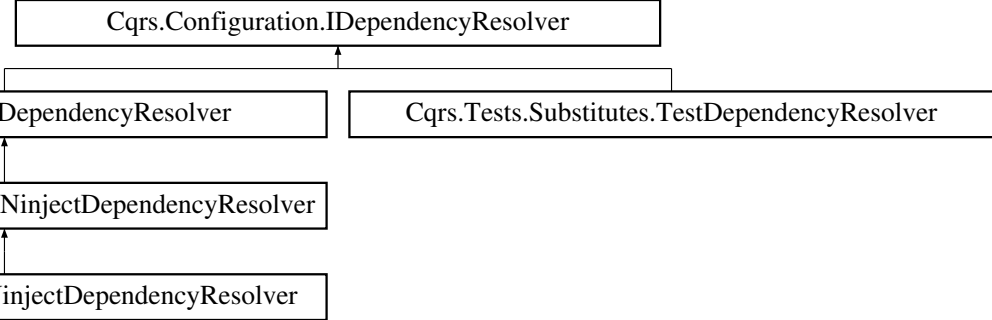 Cqrs.Configuration.IDependencyResolver
DependencyResolver
Cqrs.Tests.Substitutes.TestDependencyResolver
NinjectDependencyResolver
injectDependencyResolver